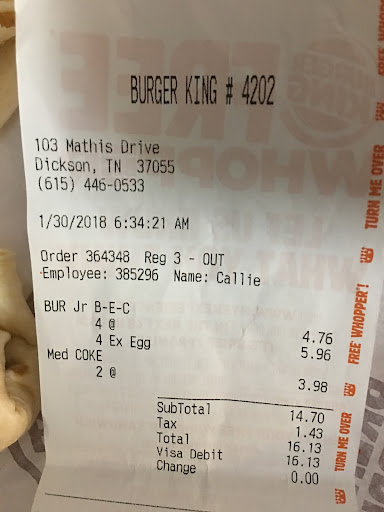 BURGER KING # 4202
103 Mathis Drive
Dickson, TN 37055
(615) 446-0533
1/30/2018 6:34:21 AM
Order 364348 Reg 3 - OUT
Employee: 385296 Name: Callie
BUR Jr B-E-C
4 @ 4.76
4 Ex Egg 5.96
Med COKE
2 @ 3.98
SubTotal 14.70
Tax 1.43
Total 16.13
Visa Debit 16.13
Change 0.00
TURN ME OVER
FREE WHOPPER!
TURN ME OVER
FREE WHOPPER